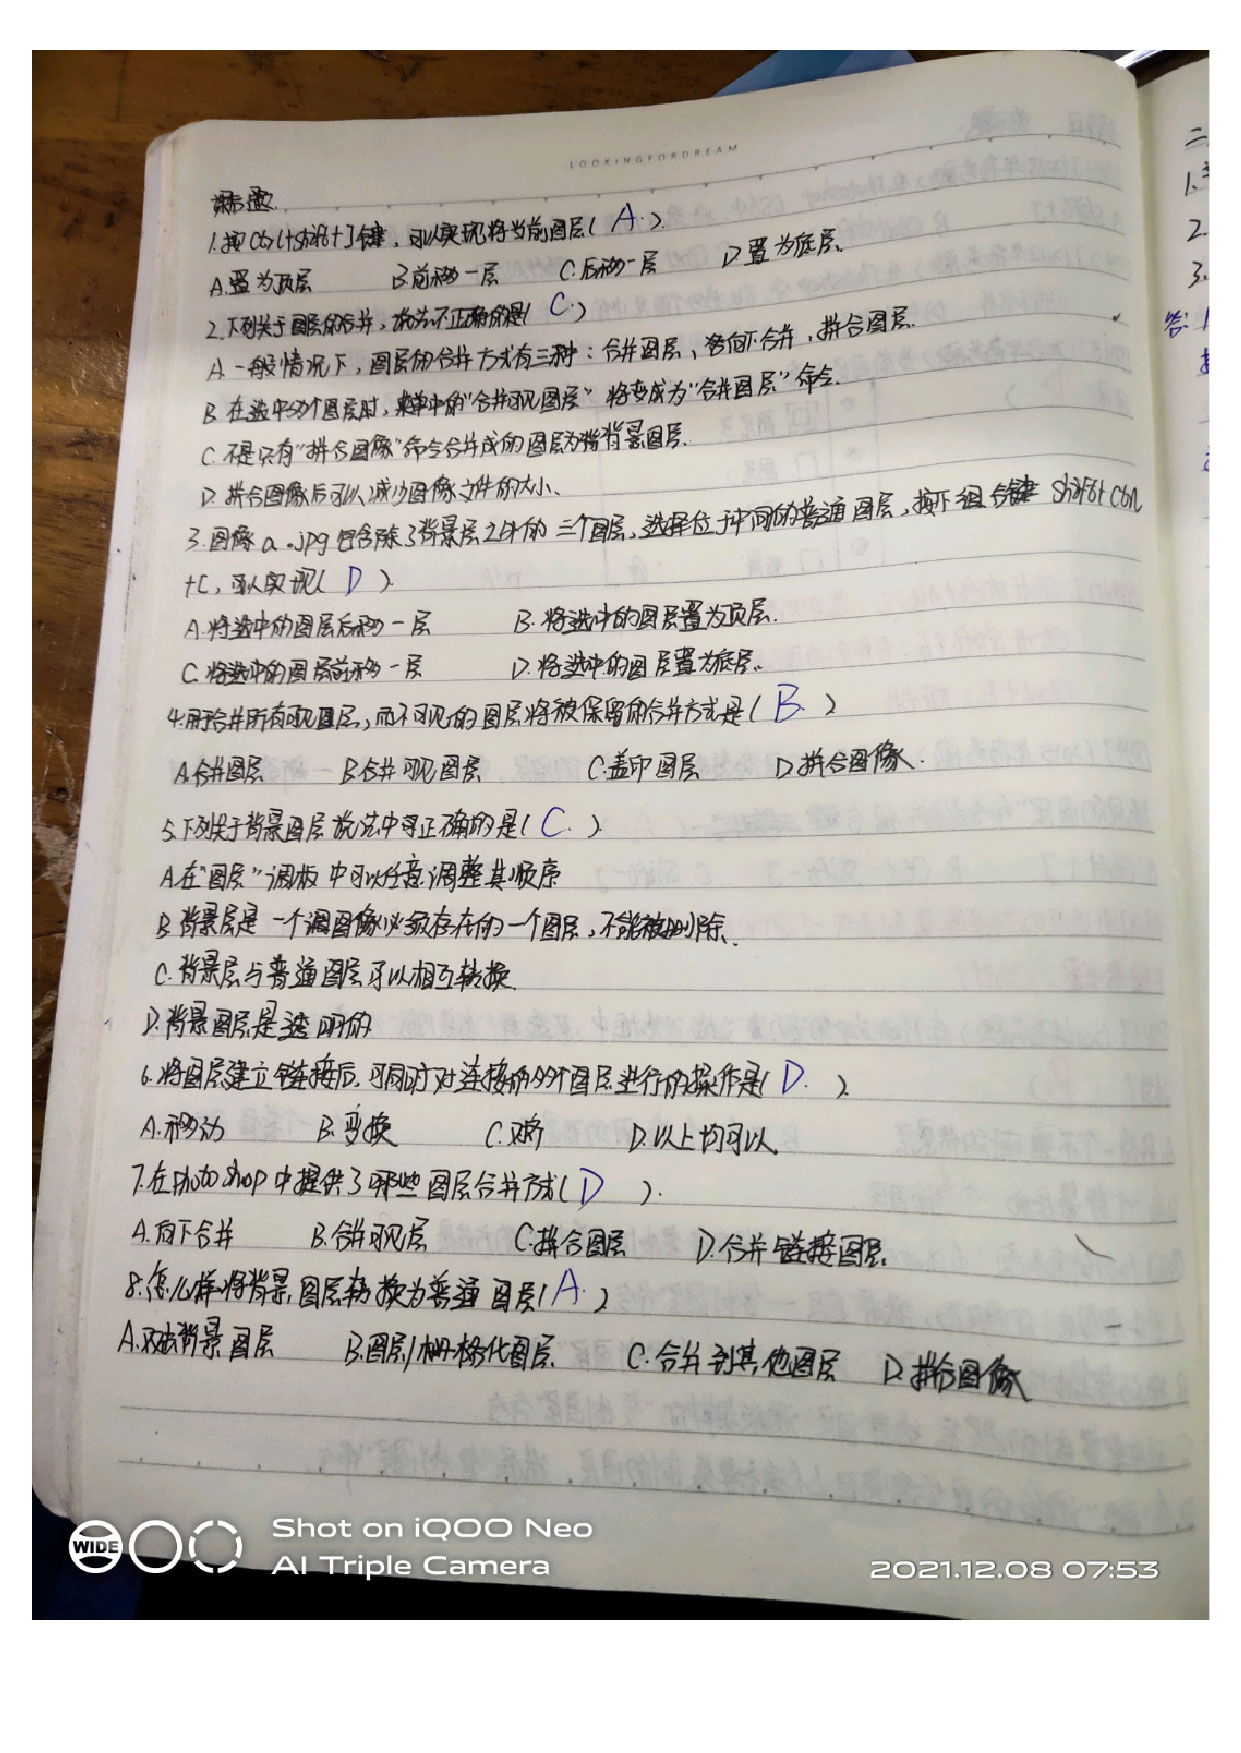 LOOKINGFORDREAM
课后题.
1.按Ctrl+shift+]键,可以实现将当前图层( A. ).
A.置为顶层 B.前移一层 C.后移一层 D.置为底层.
2.下列关于图层的合并,说法不正确的是( C. )
A.一般情况下,图层的合并方式有三种:合并图层、向下合并,拼合图层.
B.在选中多个图层时,菜单中的"合并可见图层"将变成为"合并图层"命令.
C.不是只有"拼合图像"命令合并成的图层为背景图层.
D.拼合图像后可以减少图像文件的大小.
3.图像a.jpg包含除了背景层之外的三个图层,选择位于中间的普通图层,按下组合键
+[,可以实现( D ).
A.将选中的图层后移一层 B.将选中的图层置为顶层.
C.将选中的图层前移一层 D.将选中的图层置为底层.
4.用于合并所有可见图层,而不可见的图层将被保留的合并方式是( B. )
A.合并图层 B.合并可见图层 C.盖印图层 D.拼合图像.
5.下列关于背景图层说法中正确的是( C. ).
A.在"图层"调板中可以任意调整其顺序
B.背景层是一个图像必须存在的一个图层,不能被删除.
C.背景层与普通图层可以相互转换.
D.背景图层是透明的
6.将图层建立链接后,可同时对连接的多个图层进行的操作是( D. ).
A.移动 B.变换 C.对齐 D.以上均可以.
7.在photoshop中提供了哪些图层合并方式( D ).
A.向下合并 B.合并可见层 C.拼合图层 D.合并链接图层.
8.怎么样将背景图层转换为普通图层( A. )
A.双击背景图层 B.图层/栅格化图层 C.合并到其他图层 D.拼合图像
二.
1.
2.
3.
答:
WIDE
Shot on iQOO Neo
AI Triple Camera
2021.12.08 07:53